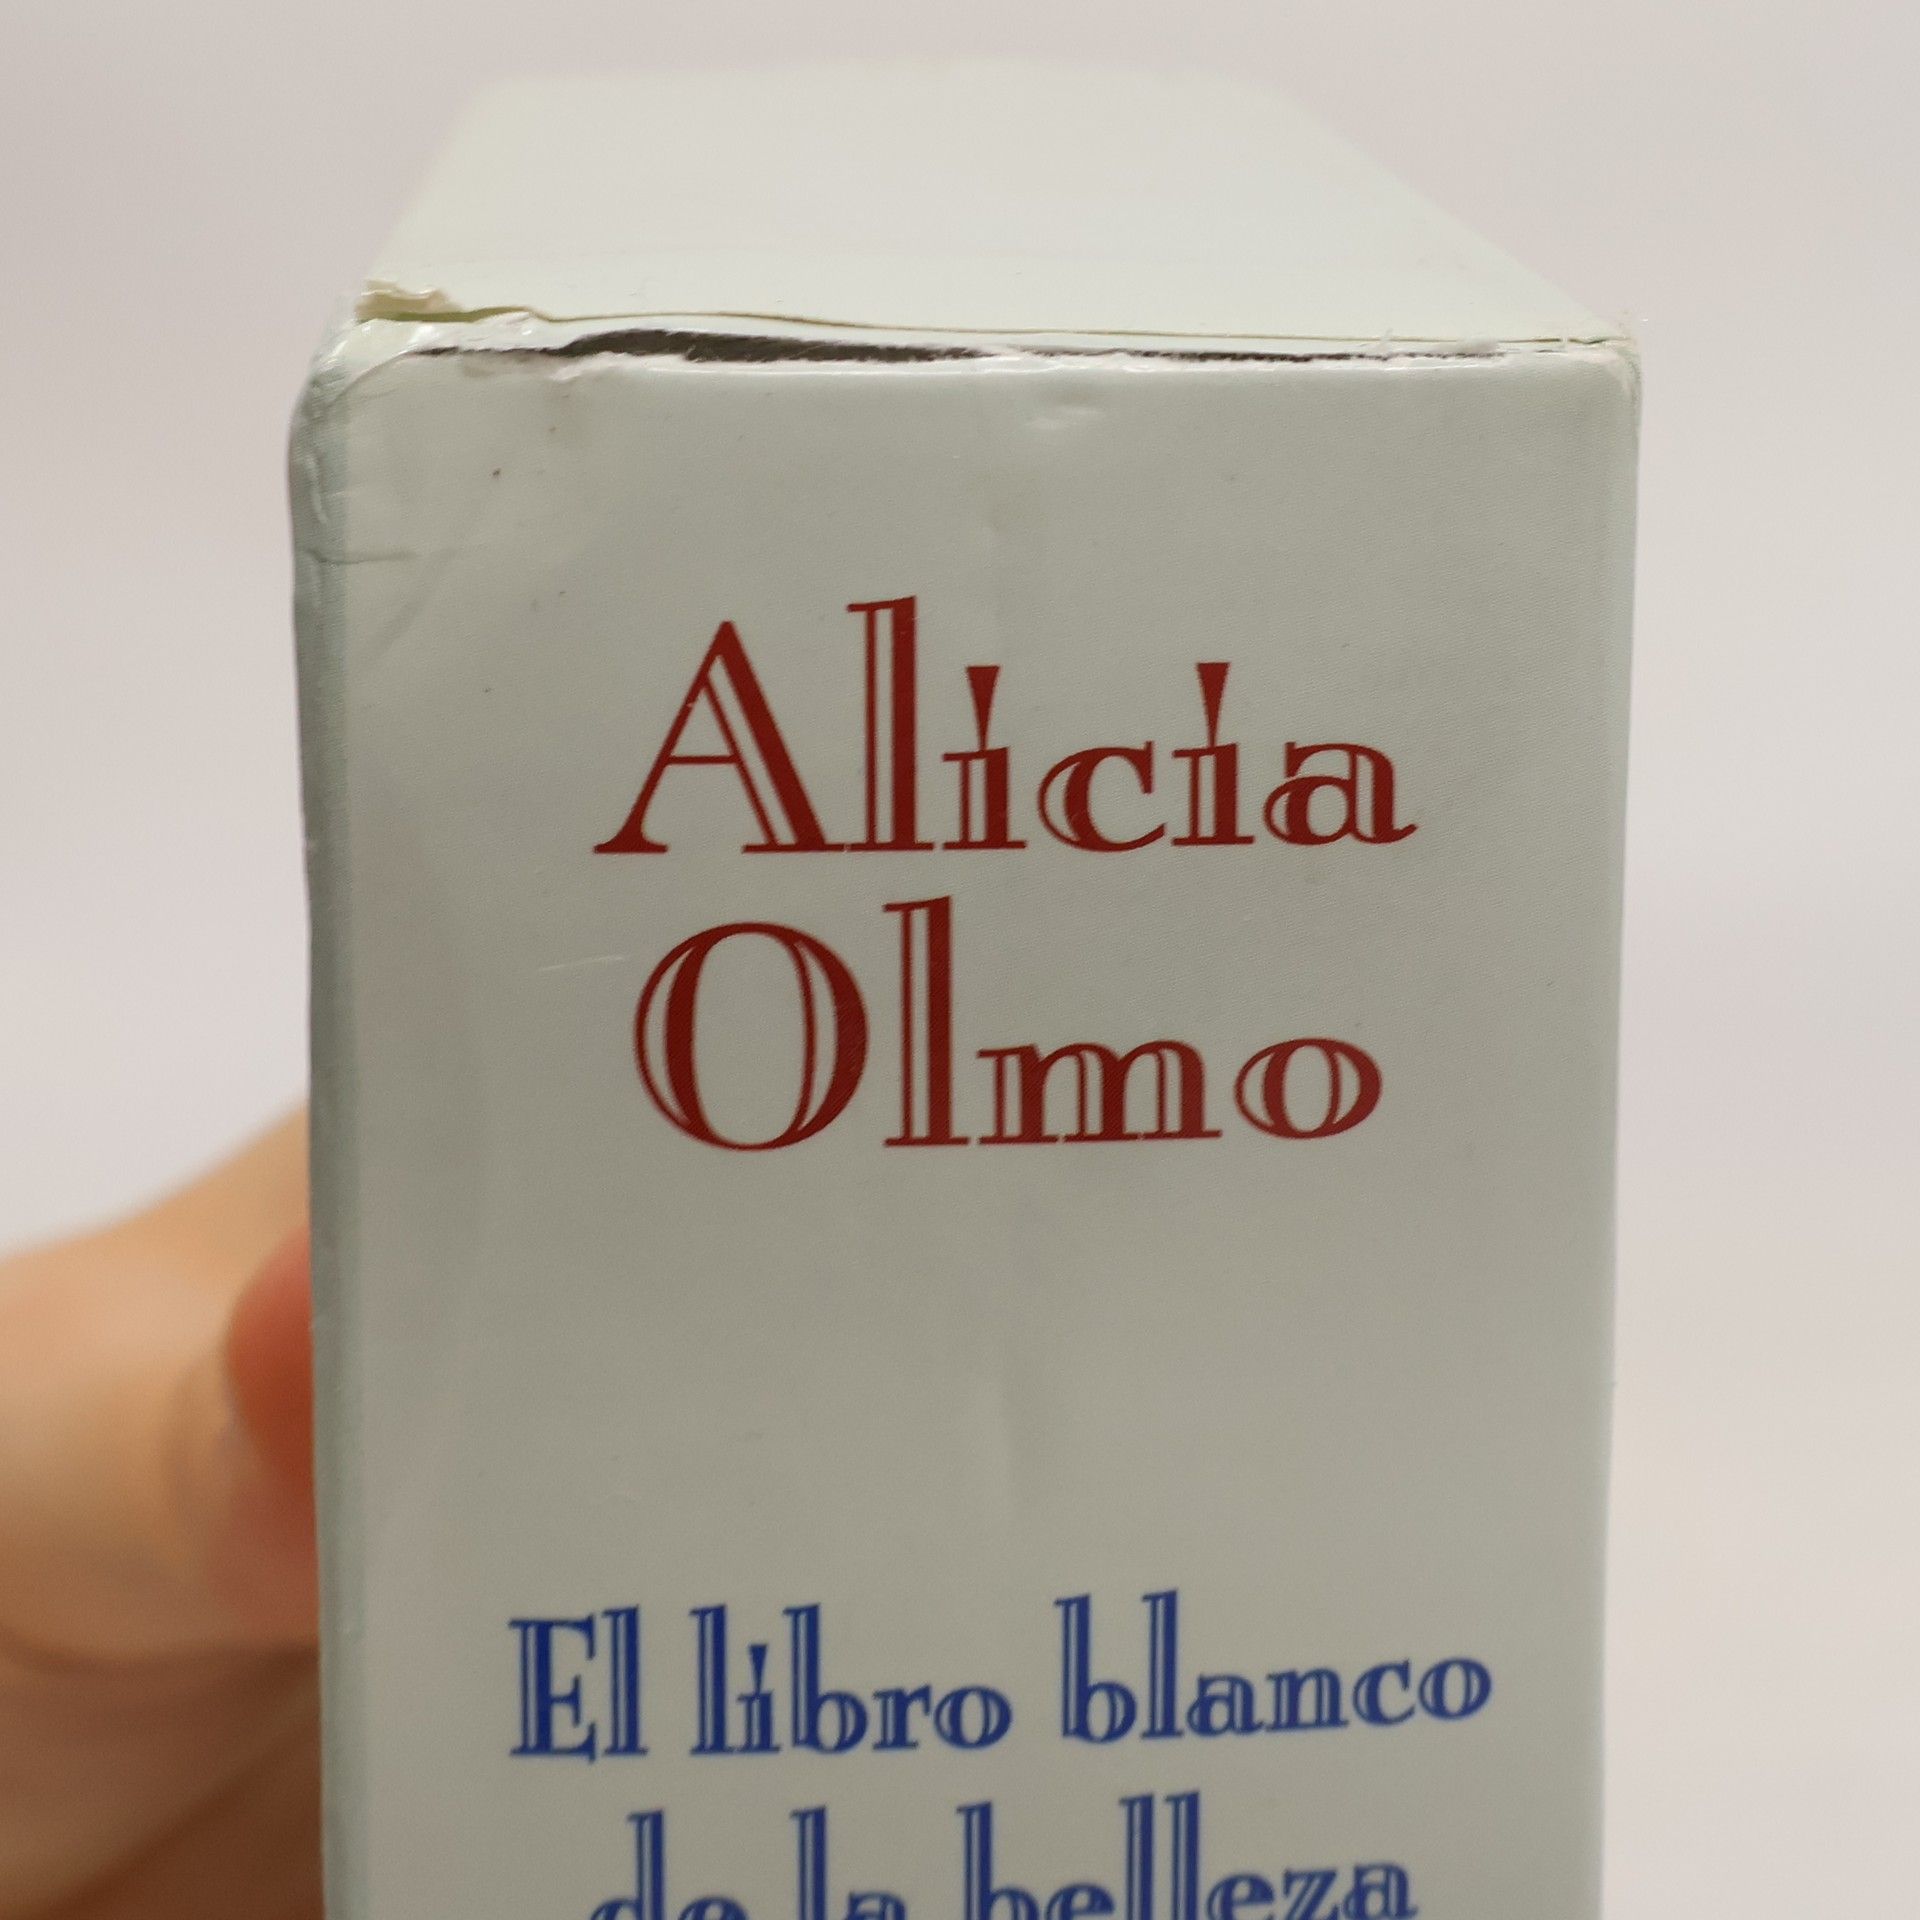 Alicia
Olmo
El libro blanco
de la belleza